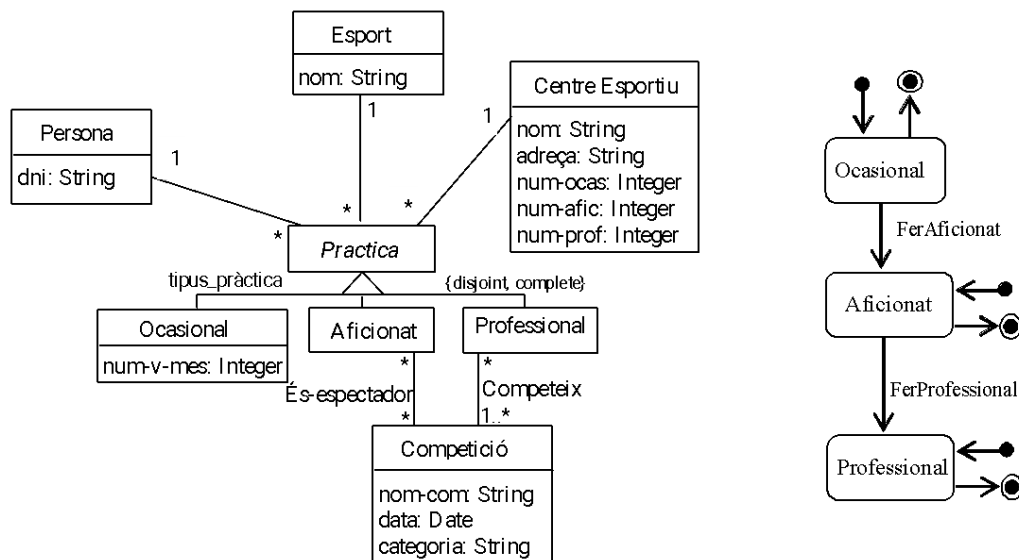 Esport
nom: String
Centre Esportiu
nom: String
adreça: String
num-ocas: Integer
num-afic: Integer
num-prof: Integer
Persona
dni: String
1
1
1
*
*
*
Practica
tipus_pràctica
{disjoint, complete}
Ocasional
num-v-mes: Integer
Aficionat
Professional
*
*
És-espectador
Competeix
*
1..*
Competició
nom-com: String
data: Date
categoria: String
Ocasional
FerAficionat
Aficionat
FerProfessional
Professional